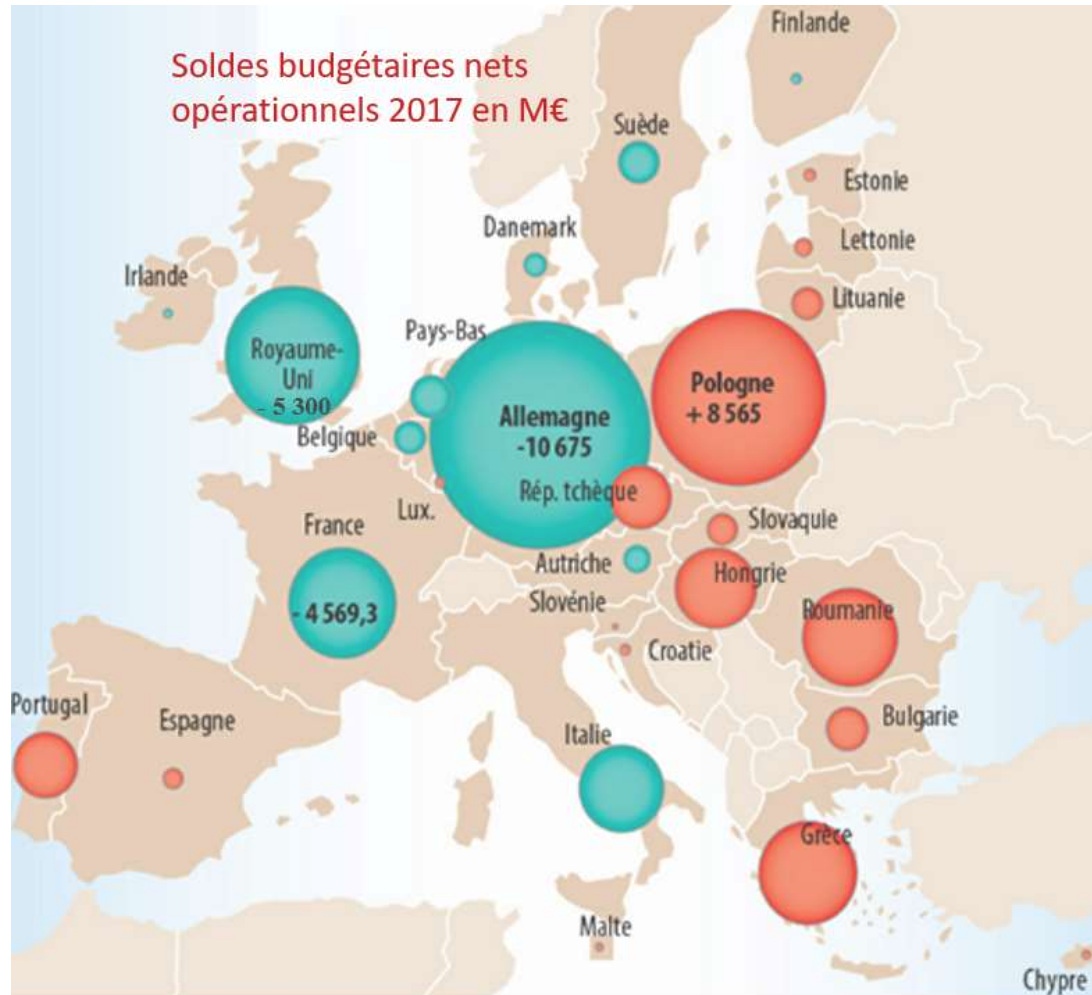 Soldes budgétaires nets
opérationnels 2017 en M€
Finlande
Suède
Estonie
Danemark
Lettonie
Irlande
Lituanie
Pays-Bas
Royaume-
Uni
- 5 300
Pologne
+ 8 565
Allemagne
-10 675
Belgique
Rép. tchèque
Lux.
Slovaquie
France
Autriche
Hongrie
Slovénie
- 4 569,3
Roumanie
Croatie
Portugal
Espagne
Bulgarie
Italie
Grèce
Malte
Chypre